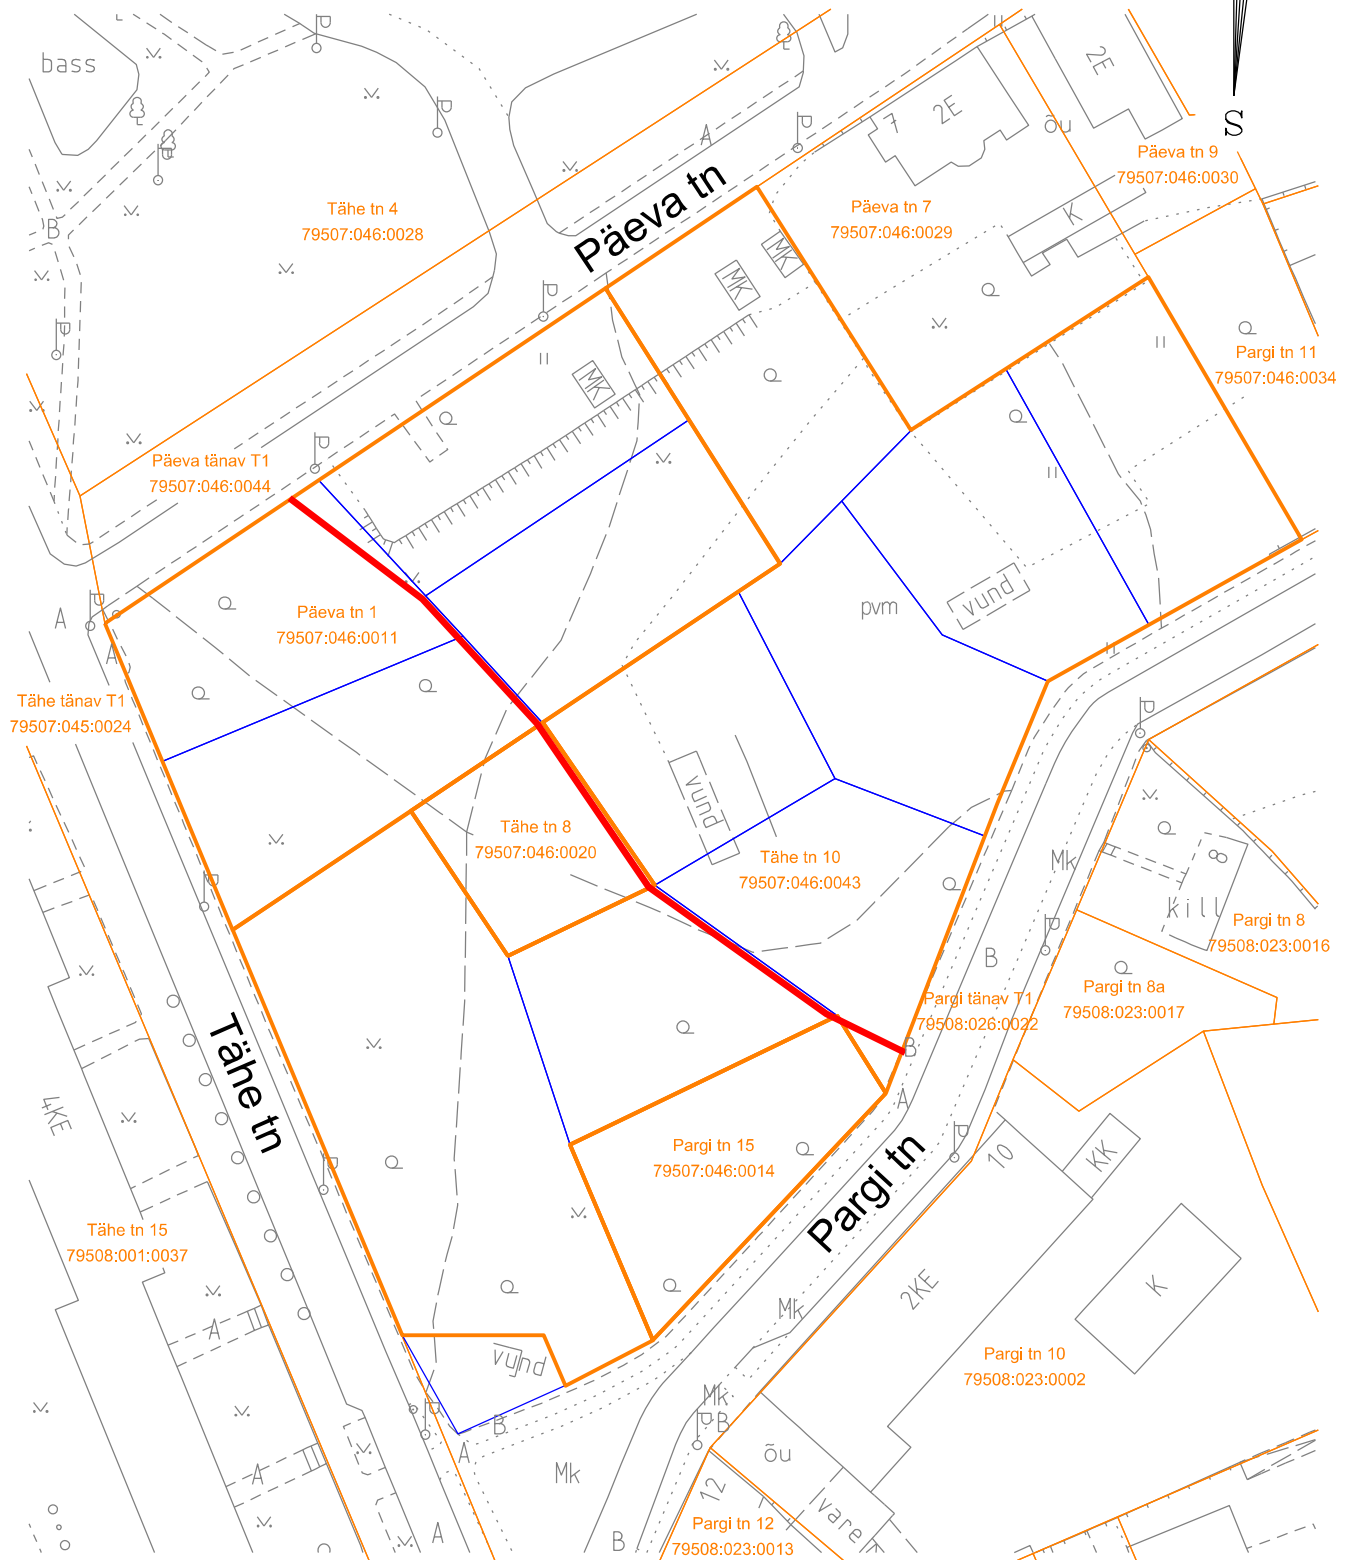 bass
A
7
2E
õu
2E
S
Päeva tn 9
79507:046:0030
Tähe tn 4
79507:046:0028
Päeva tn
Päeva tn 7
79507:046:0029
K
B
MK
MK
MK
Pargi tn 11
79507:046:0034
Päeva tänav T1
79507:046:0044
A
Päeva tn 1
79507:046:0011
pvm
vund
A
Tähe tänav T1
79507:045:0024
vund
Tähe tn 8
79507:046:0020
Tähe tn 10
79507:046:0043
Mk
8
kill
Pargi tn 8
79508:023:0016
B
Pargi tänav T1
79508:026:0022
Pargi tn 8a
79508:023:0017
B
A
Tähe tn
4KE
Pargi tn 15
79507:046:0014
Pargi tn
10
KK
Tähe tn 15
79508:001:0037
2KE
K
Mk
A
vund
Pargi tn 10
79508:023:0002
Mk
B
B
A
õu
Mk
A
12
vare
A
B
Pargi tn 12
79508:023:0013